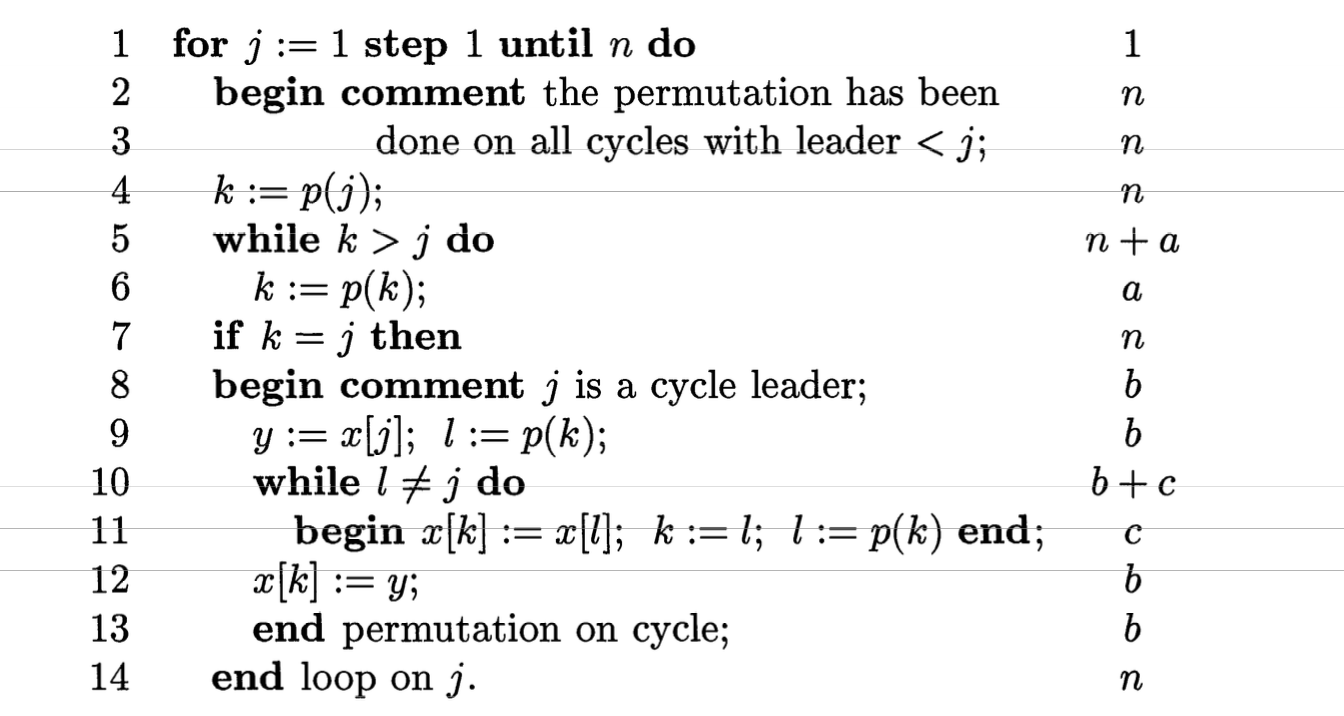 1 for j := 1 step 1 until n do 1
2 begin comment the permutation has been n
3 done on all cycles with leader < j; n
4 k := p(j); n
5 while k > j do n + a
6 k := p(k); a
7 if k = j then n
8 begin comment j is a cycle leader; b
9 y := x[j]; l := p(k); b
10 while l ≠ j do b + c
11 begin x[k] := x[l]; k := l; l := p(k) end; c
12 x[k] := y; b
13 end permutation on cycle; b
14 end loop on j. n